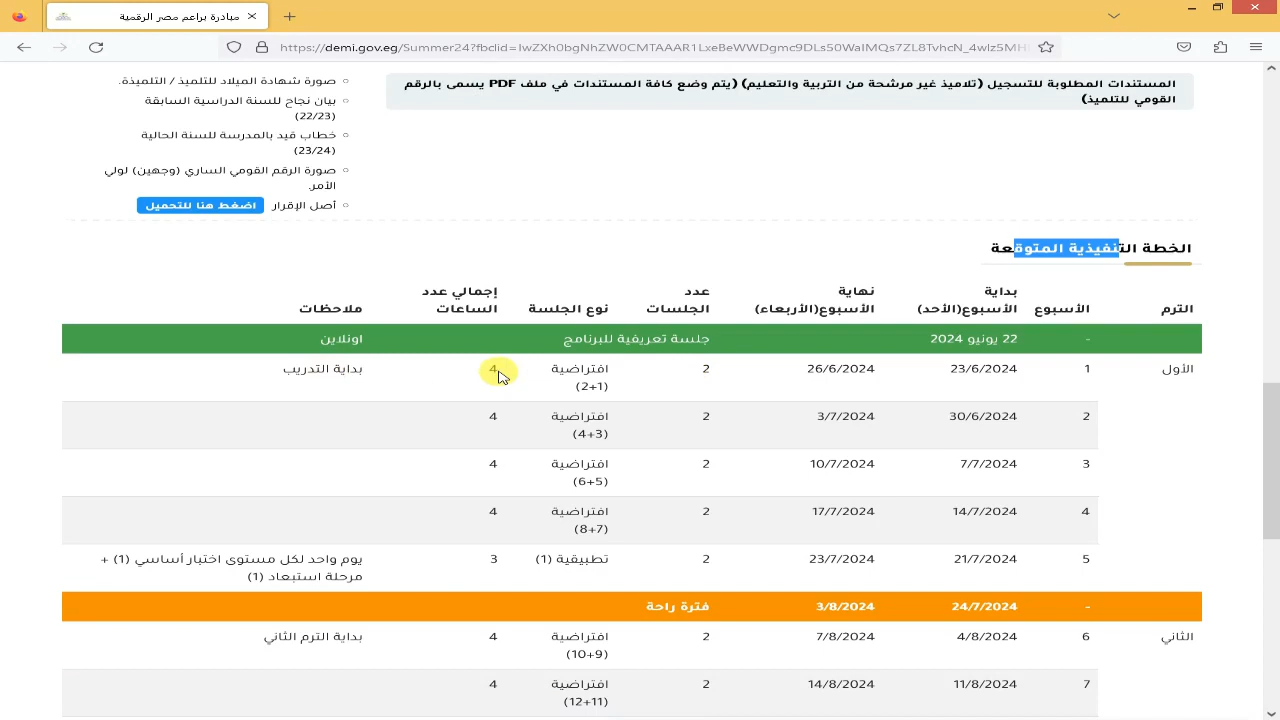 مبادرة براعم مصر الرقمية
https://demi.gov.eg/Summer24?fbclid=IwZXh0bgNhZW0CMTAAAR1LxeBeWWDgmc9DLs50WaIMQs7ZL8TvhcN_4wIz5MH
المستندات المطلوبة للتسجيل (تلاميذ غير مرشحة من التربية والتعليم) (يتم وضع كافة المستندات في ملف PDF يسمى بالرقم
القومي للتلميذ)
صورة شهادة الميلاد للتلميذ / التلميذة.
بيان نجاح للسنة الدراسية السابقة
(22/23)
خطاب قيد بالمدرسة للسنة الحالية
(23/24)
صورة الرقم القومي الساري (وجهين) لولي
الأمر.
أصل الإقرار اضغط هنا للتحميل
الخطة التنفيذية المتوقعة
الترم الأسبوع بداية الأسبوع(الأحد) نهاية الأسبوع(الأربعاء) عدد الجلسات نوع الجلسة إجمالي عدد الساعات ملاحظات
- 22 يونيو 2024 جلسة تعريفية للبرنامج اونلاين
الأول 1 23/6/2024 26/6/2024 2 افتراضية (1+2) 4 بداية التدريب
2 30/6/2024 3/7/2024 2 افتراضية (3+4) 4
3 7/7/2024 10/7/2024 2 افتراضية (5+6) 4
4 14/7/2024 17/7/2024 2 افتراضية (7+8) 4
5 21/7/2024 23/7/2024 2 تطبيقية (1) 3 يوم واحد لكل مستوى اختبار أساسي (1) + مرحلة استبعاد (1)
- 24/7/2024 3/8/2024 فترة راحة
الثاني 6 4/8/2024 7/8/2024 2 افتراضية (9+10) 4 بداية الترم الثاني
7 11/8/2024 14/8/2024 2 افتراضية (11+12) 4